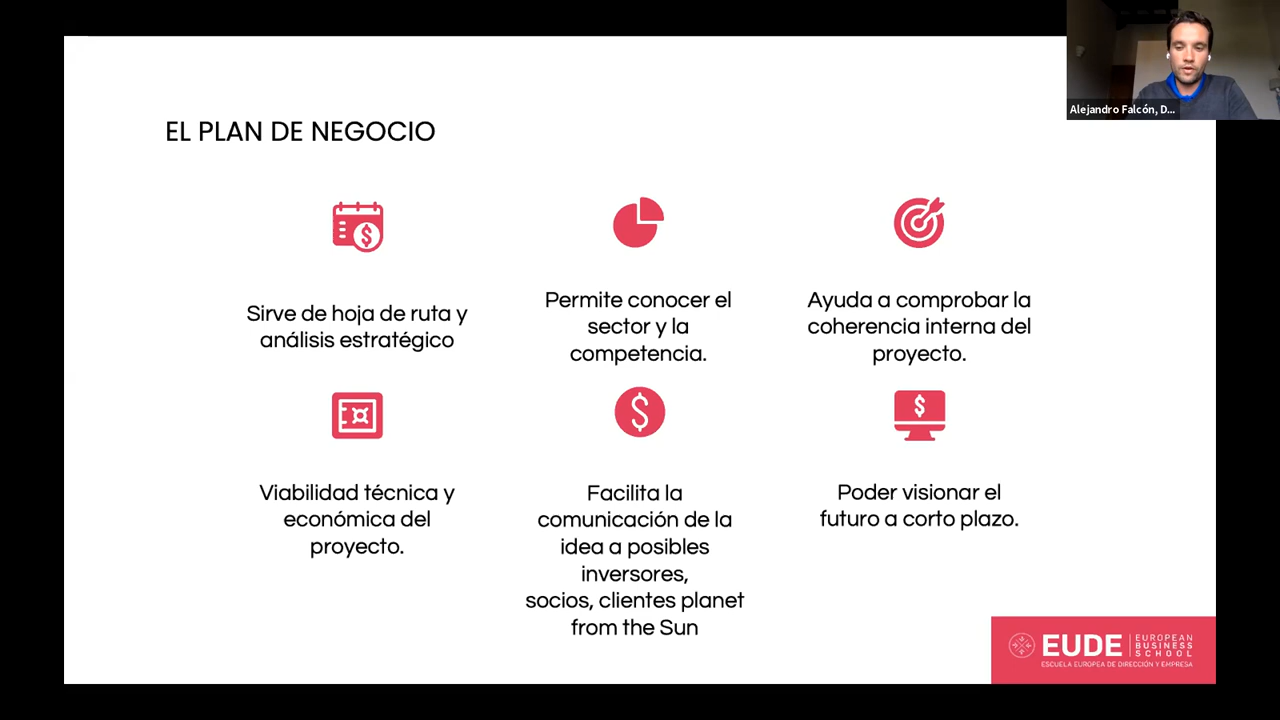 Alejandro Falcón, D...
EL PLAN DE NEGOCIO
Sirve de hoja de ruta y
análisis estratégico
Permite conocer el
sector y la
competencia.
Ayuda a comprobar la
coherencia interna del
proyecto.
Viabilidad técnica y
económica del
proyecto.
Facilita la
comunicación de la
idea a posibles
inversores,
socios, clientes planet
from the Sun
Poder visionar el
futuro a corto plazo.
EUDE
EUROPEAN
BUSINESS
SCHOOL
ESCUELA EUROPEA DE DIRECCIÓN Y EMPRESA